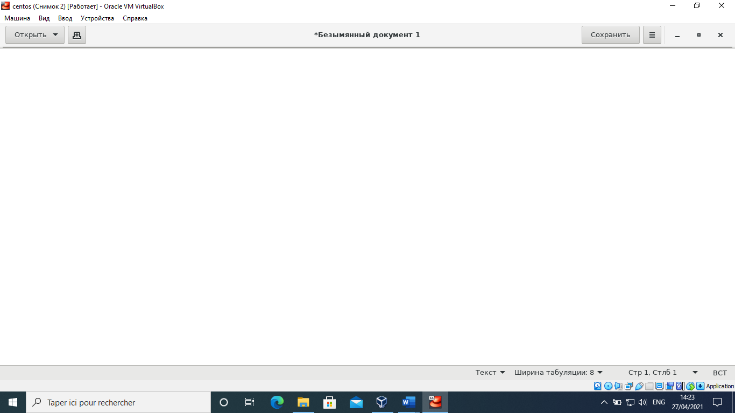 centos (Снимок 2) [Работает] - Oracle VM VirtualBox
Машина Вид Ввод Устройства Справка
Открыть *Безымянный документ 1 Сохранить
Текст Ширина табуляции: 8 Стр 1, Стлб 1 ВСТ
Application
Taper ici pour rechercher ENG 14:23
27/04/2021